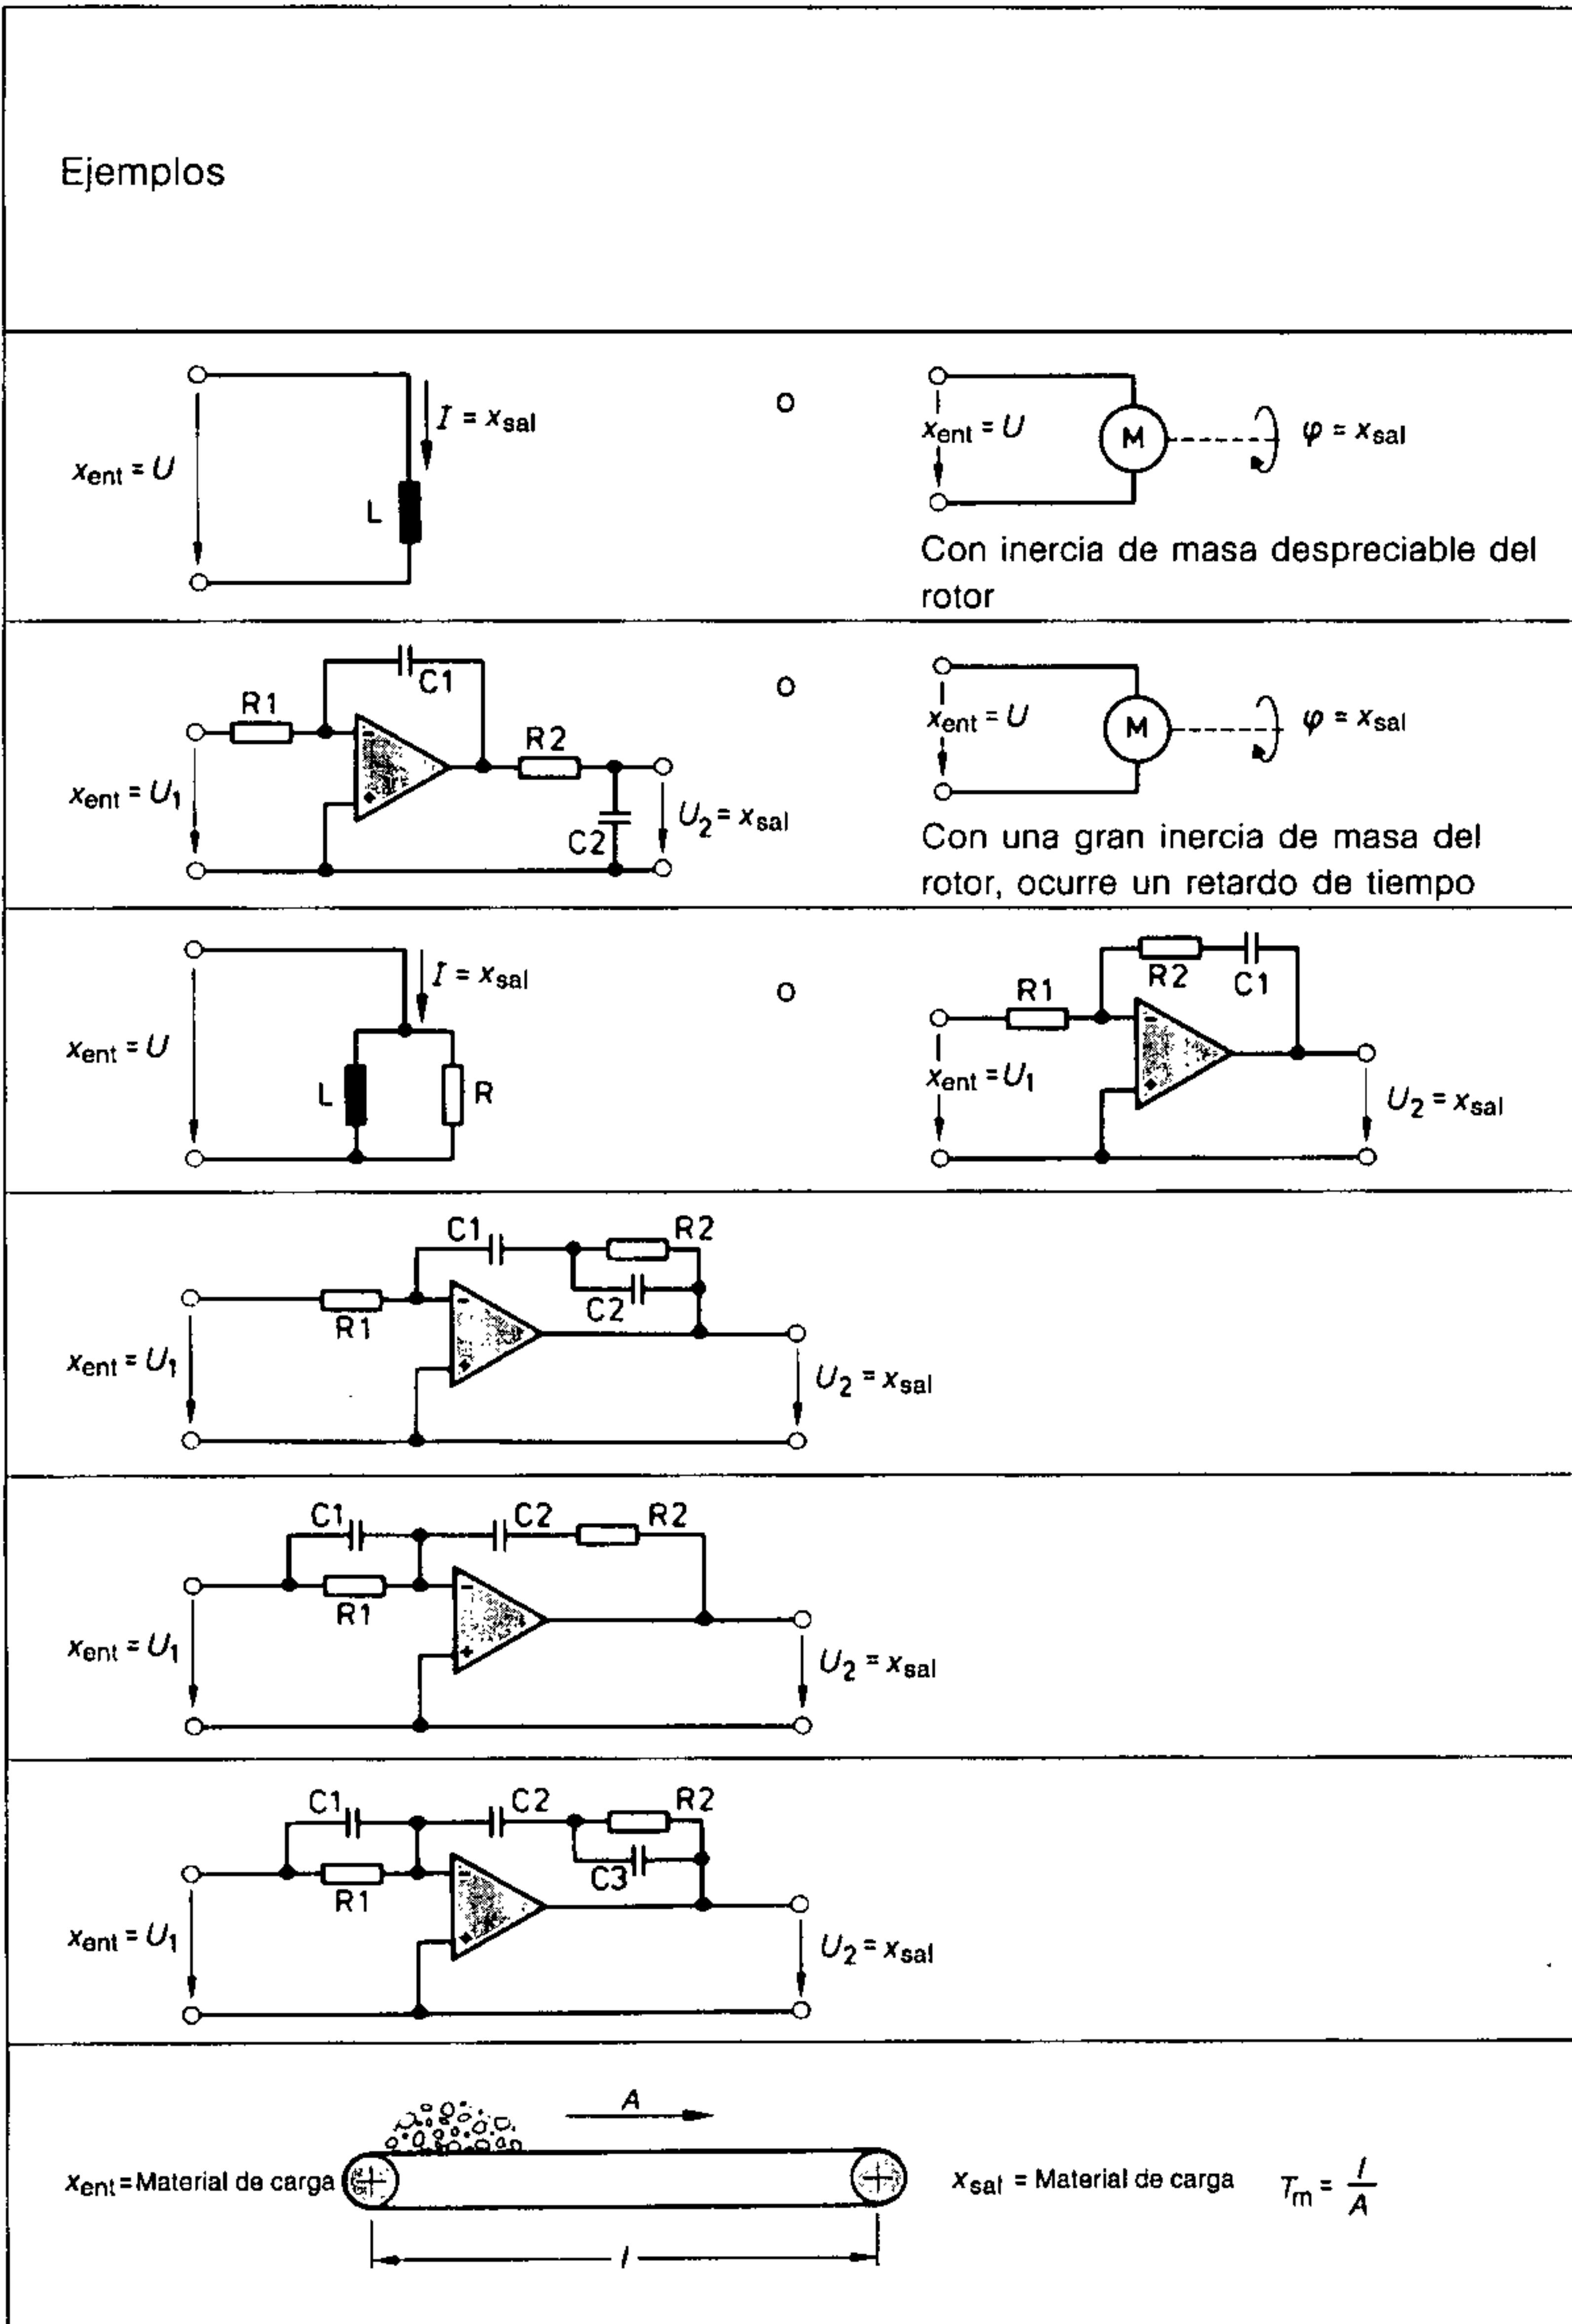 Ejemplos
I = xsal
xent = U
L
o
xent = U
M
φ = xsal
Con inercia de masa despreciable del
rotor
C1
R1
R2
xent = U1
C2
U2 = xsal
o
xent = U
M
φ = xsal
Con una gran inercia de masa del
rotor, ocurre un retardo de tiempo
I = xsal
xent = U
L
R
o
R2
C1
R1
xent = U1
U2 = xsal
C1
R2
C2
R1
xent = U1
U2 = xsal
C1
C2
R2
R1
xent = U1
U2 = xsal
C1
C2
R2
C3
R1
xent = U1
U2 = xsal
A
xent = Material de carga
xsal = Material de carga
Tm = l / A
l